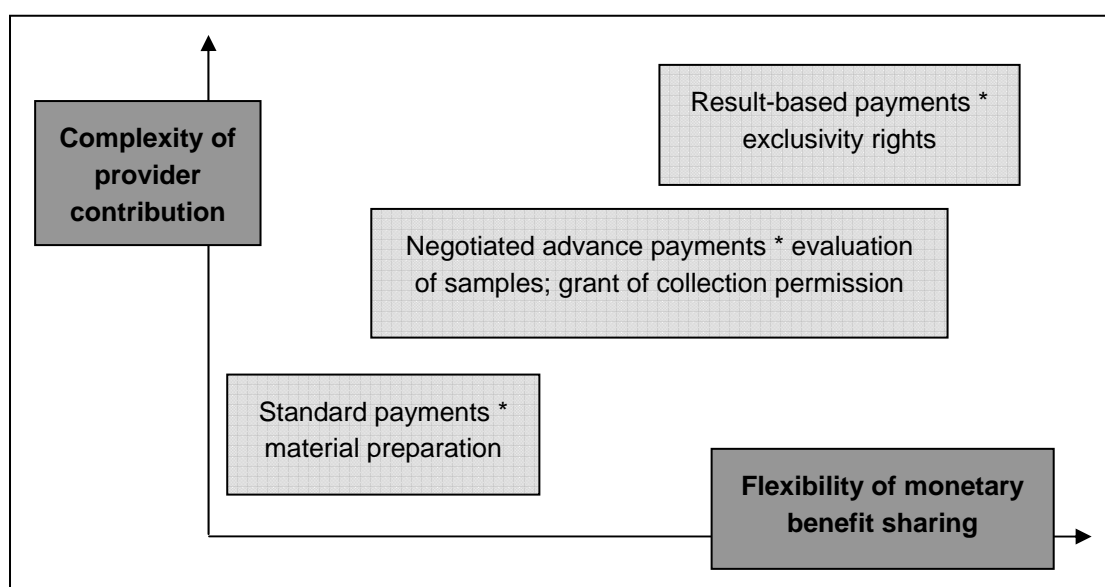 Result-based payments *
exclusivity rights
Complexity of
provider
contribution
Negotiated advance payments * evaluation
of samples; grant of collection permission
Standard payments *
material preparation
Flexibility of monetary
benefit sharing